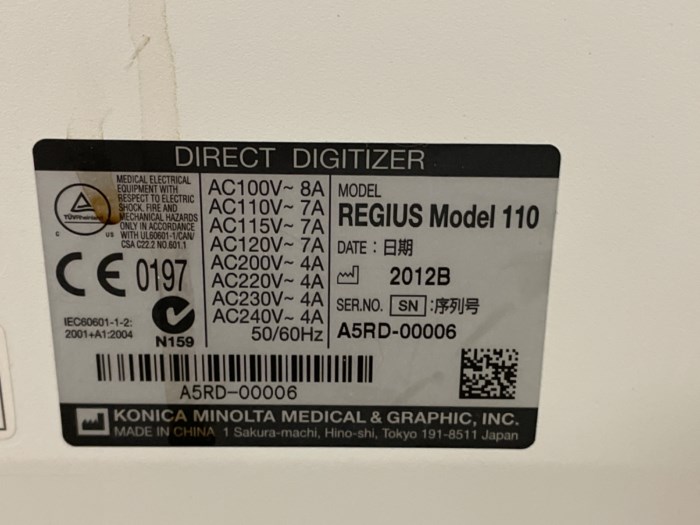 DIRECT DIGITIZER
TÜVRheinland
C US
MEDICAL ELECTRICAL
EQUIPMENT WITH
RESPECT TO ELECTRIC
SHOCK, FIRE AND
MECHANICAL HAZARDS
ONLY IN ACCORDANCE
WITH UL60601-1/CAN/
CSA C22.2 NO.601.1
CE 0197
IEC60601-1-2:
2001+A1:2004
N159
AC100V~ 8A
AC110V~ 7A
AC115V~ 7A
AC120V~ 7A
AC200V~ 4A
AC220V~ 4A
AC230V~ 4A
AC240V~ 4A
50/60Hz
MODEL
REGIUS Model 110
DATE : 日期
2012B
SER.NO. SN :序列号
A5RD-00006
A5RD-00006
KONICA MINOLTA MEDICAL & GRAPHIC, INC.
MADE IN CHINA 1 Sakura-machi, Hino-shi, Tokyo 191-8511 Japan